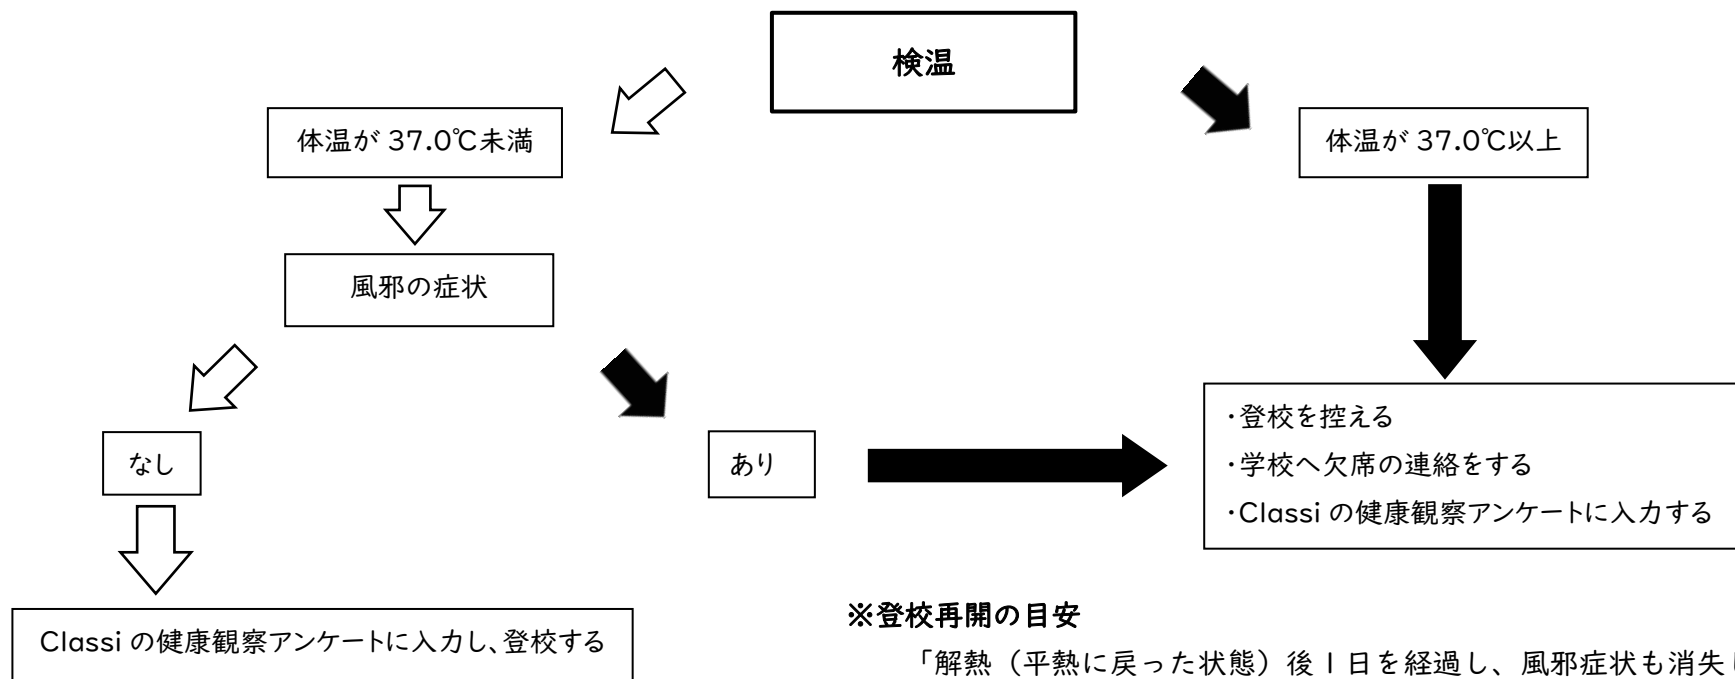 検温
体温が 37.0℃未満
体温が 37.0℃以上
風邪の症状
なし
あり
・登校を控える
・学校へ欠席の連絡をする
・Classi の健康観察アンケートに入力する
Classi の健康観察アンケートに入力し、登校する
※登校再開の目安
「解熱（平熱に戻った状態）後1日を経過し、風邪症状も消失